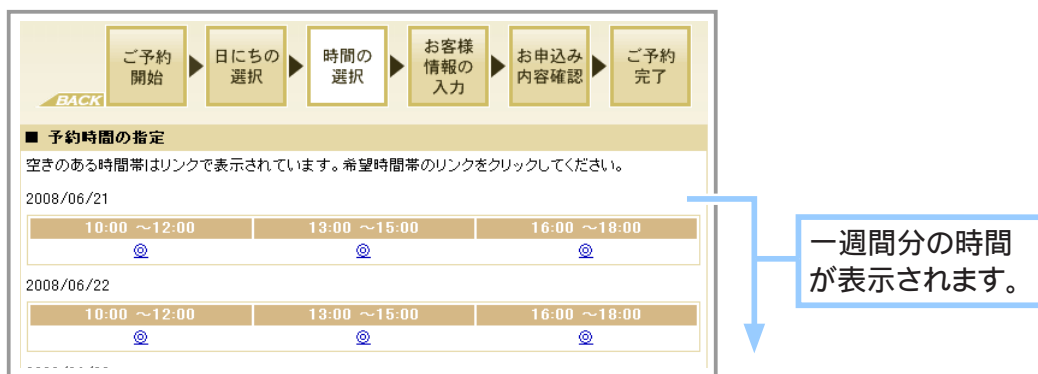 ご予約
開始
日にちの
選択
時間の
選択
お客様
情報の
入力
お申込み
内容確認
ご予約
完了
BACK
■ 予約時間の指定
空きのある時間帯はリンクで表示されています。希望時間帯のリンクをクリックしてください。
2008/06/21
10:00 ～12:00 13:00 ～15:00 16:00 ～18:00
◎ ◎ ◎
一週間分の時間
が表示されます。
2008/06/22
10:00 ～12:00 13:00 ～15:00 16:00 ～18:00
◎ ◎ ◎